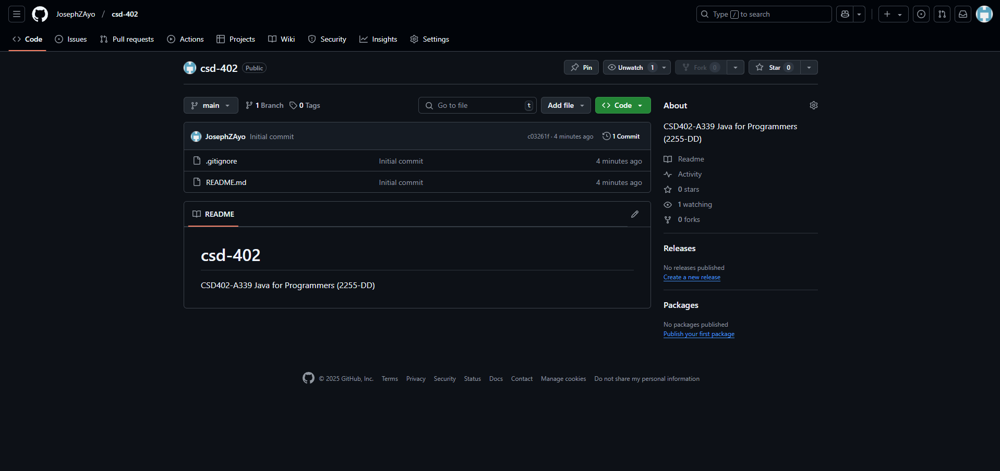 JosephZAyo / csd-402
Type / to search
Code Issues Pull requests Actions Projects Wiki Security Insights Settings
csd-402 Public
Pin Unwatch 1 Fork 0 Star 0
main 1 Branch 0 Tags Go to file t Add file Code
JosephZAyo Initial commit c03261f · 4 minutes ago 1 Commit
.gitignore Initial commit 4 minutes ago
README.md Initial commit 4 minutes ago
README
csd-402
CSD402-A339 Java for Programmers (2255-DD)
About
CSD402-A339 Java for Programmers
(2255-DD)
Readme
Activity
0 stars
1 watching
0 forks
Releases
No releases published
Create a new release
Packages
No packages published
Publish your first package
© 2025 GitHub, Inc. Terms Privacy Security Status Docs Contact Manage cookies Do not share my personal information